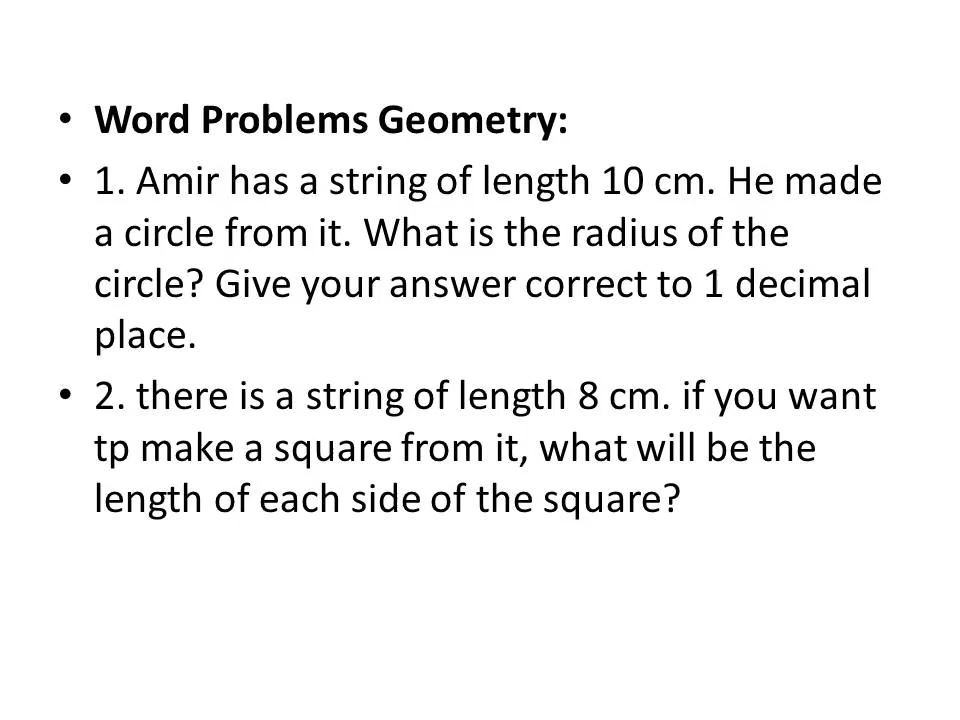 • Word Problems Geometry:
• 1. Amir has a string of length 10 cm. He made
a circle from it. What is the radius of the
circle? Give your answer correct to 1 decimal
place.
• 2. there is a string of length 8 cm. if you want
tp make a square from it, what will be the
length of each side of the square?